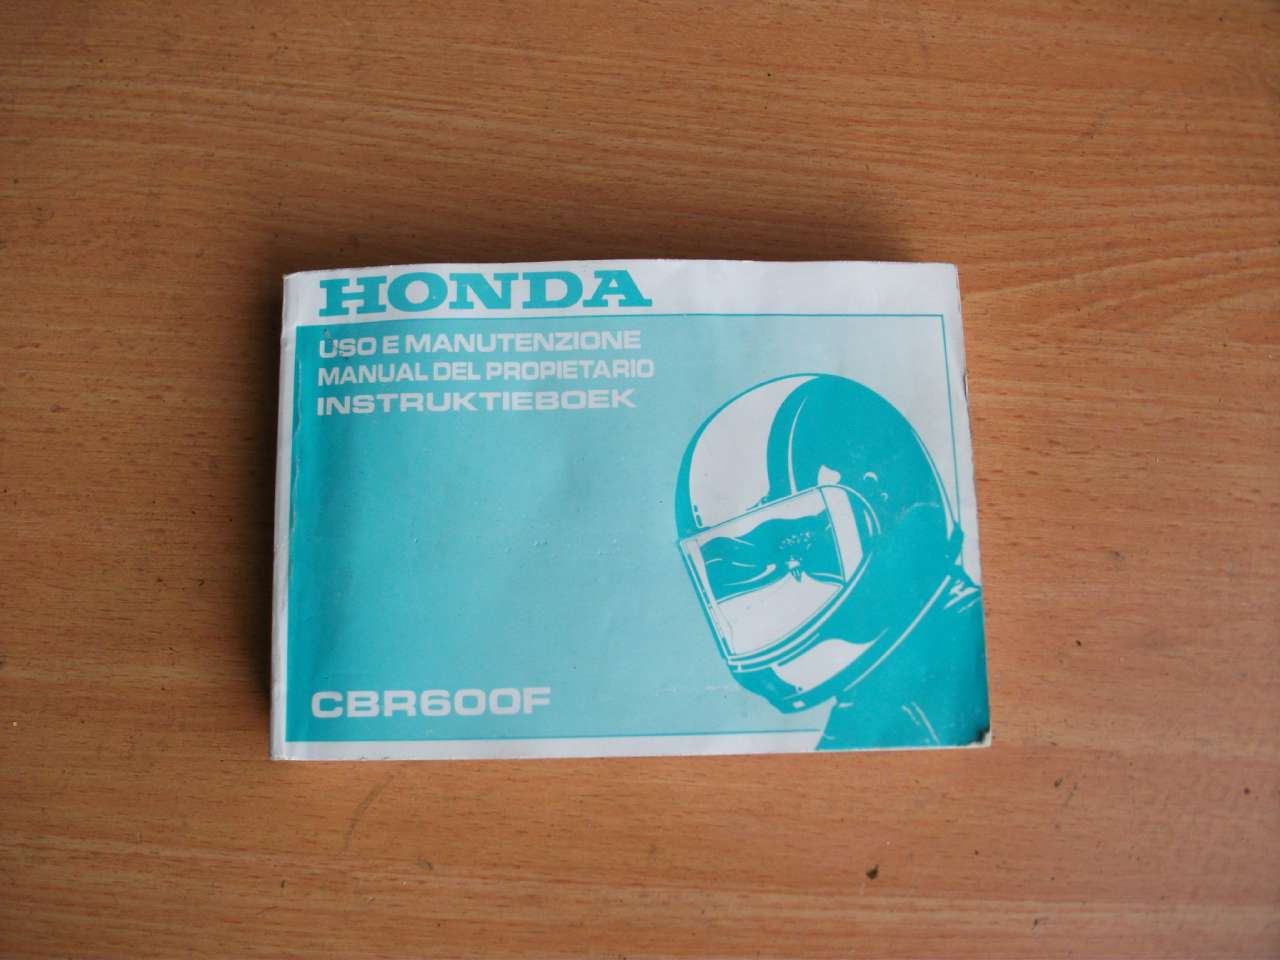 HONDA
USO E MANUTENZIONE
MANUAL DEL PROPIETARIO
INSTRUKTIEBOEK
CBR600F